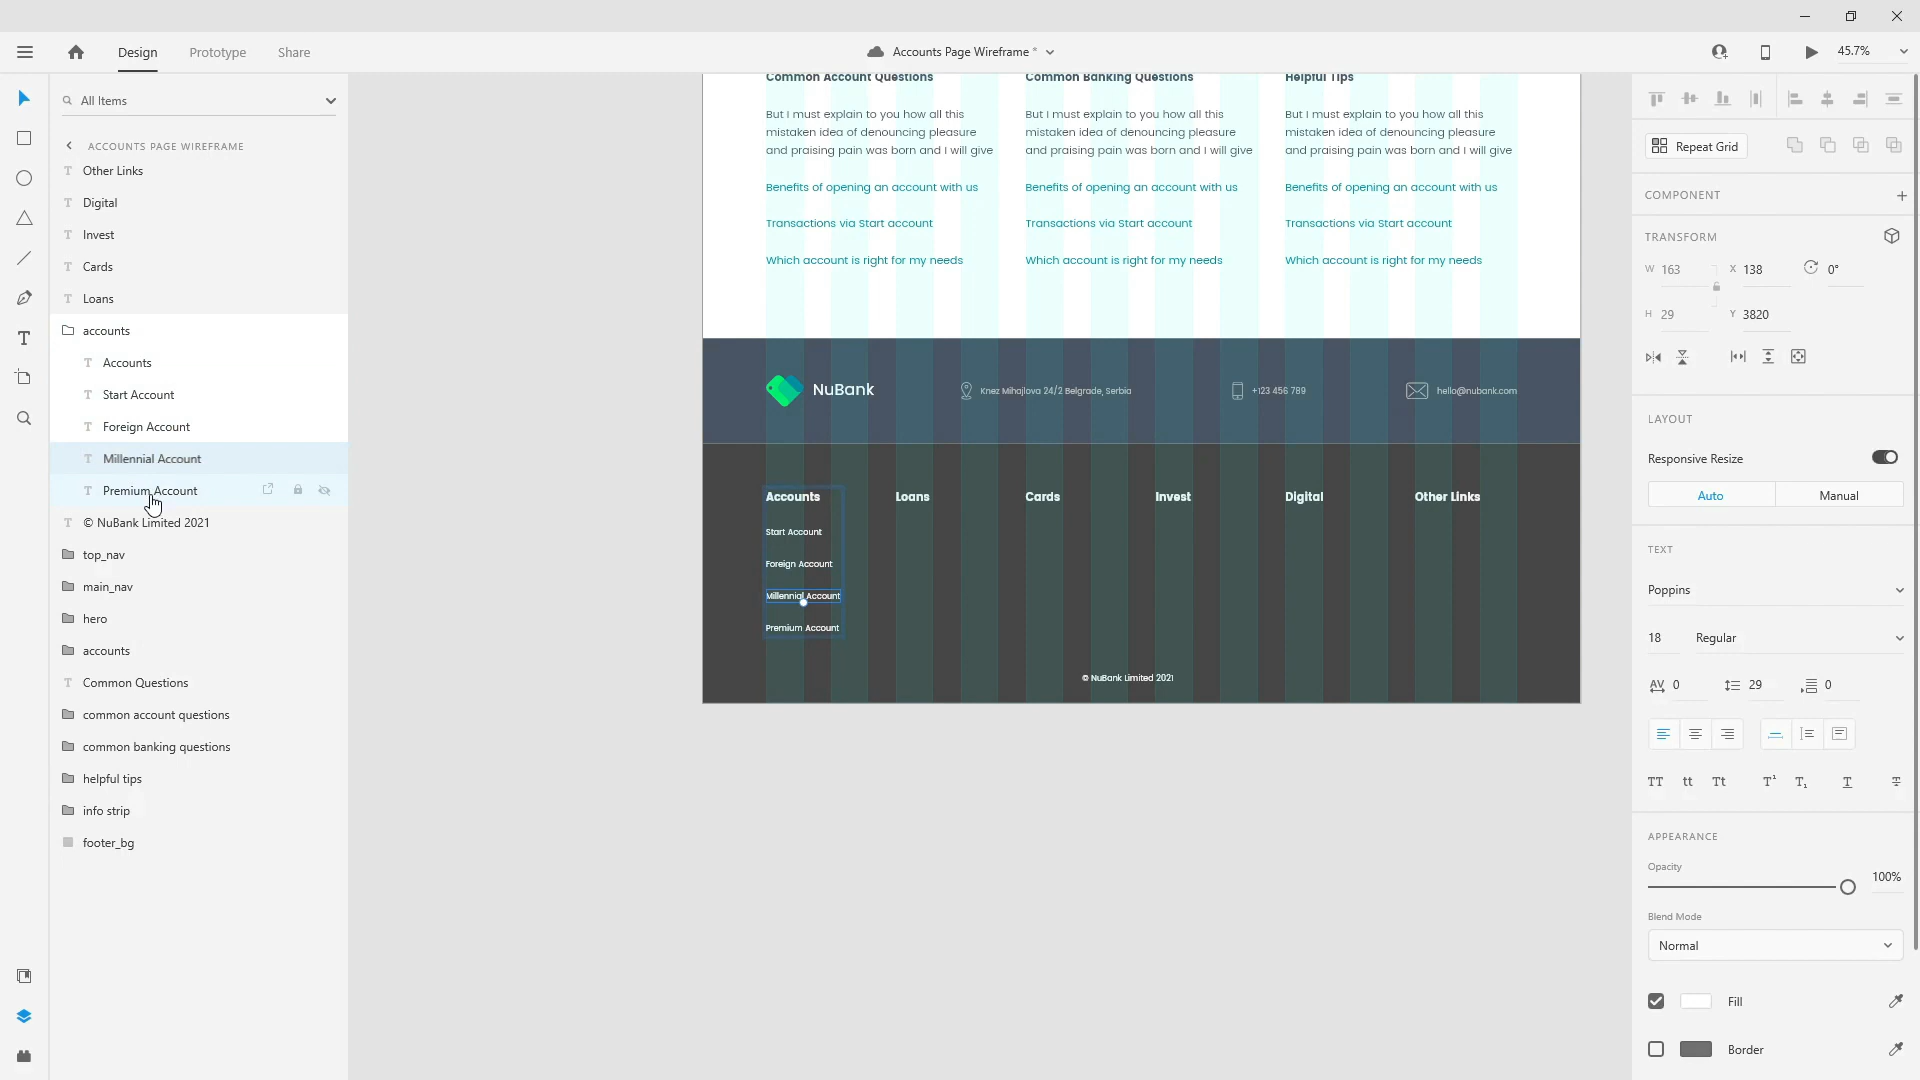 Design
Prototype
Share
Accounts Page Wireframe *
45.7%
All Items
ACCOUNTS PAGE WIREFRAME
Other Links
Digital
Invest
Cards
Loans
accounts
Accounts
Start Account
Foreign Account
Millennial Account
Premium Account
© NuBank Limited 2021
top_nav
main_nav
hero
accounts
Common Questions
common account questions
common banking questions
helpful tips
info strip
footer_bg
Common Account Questions
But I must explain to you how all this
mistaken idea of denouncing pleasure
and praising pain was born and I will give
Benefits of opening an account with us
Transactions via Start account
Which account is right for my needs
Common Banking Questions
But I must explain to you how all this
mistaken idea of denouncing pleasure
and praising pain was born and I will give
Benefits of opening an account with us
Transactions via Start account
Which account is right for my needs
Helpful Tips
But I must explain to you how all this
mistaken idea of denouncing pleasure
and praising pain was born and I will give
Benefits of opening an account with us
Transactions via Start account
Which account is right for my needs
NuBank
Knez Mihajlova 24/2 Belgrade, Serbia
+123 456 789
hello@nubank.com
Accounts
Loans
Cards
Invest
Digital
Other Links
Start Account
Foreign Account
Millennial Account
Premium Account
© NuBank Limited 2021
Repeat Grid
COMPONENT
TRANSFORM
W 163
X 138
0°
H 29
Y 3820
LAYOUT
Responsive Resize
Auto
Manual
TEXT
Poppins
18
Regular
AV 0
29
0
TT
tt
Tt
T¹
T₁
T
T
APPEARANCE
Opacity
100%
Blend Mode
Normal
Fill
Border